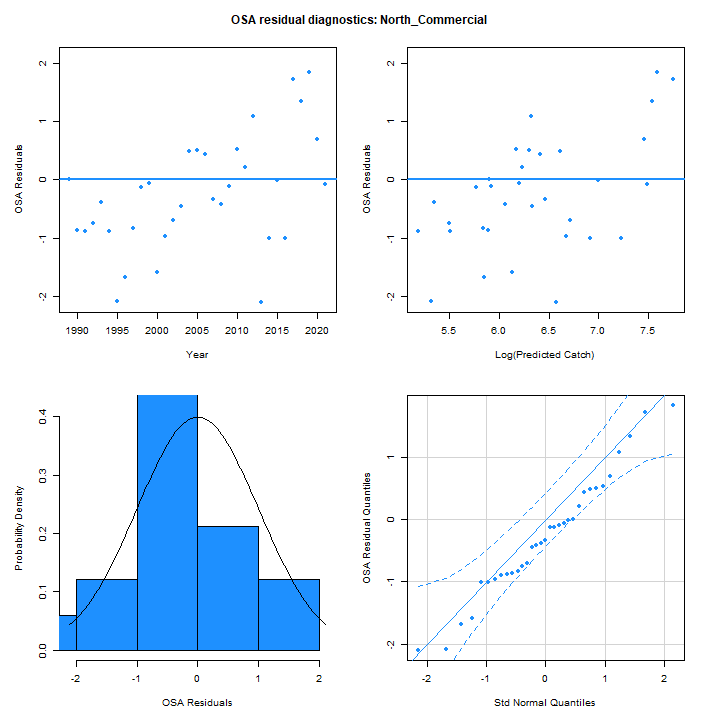 OSA residual diagnostics: North_Commercial
OSA Residuals
2
1
0
-1
-2
1990 1995 2000 2005 2010 2015 2020
Year
OSA Residuals
2
1
0
-1
-2
5.5 6.0 6.5 7.0 7.5
Log(Predicted Catch)
Probability Density
0.4
0.3
0.2
0.1
0.0
-2 -1 0 1 2
OSA Residuals
OSA Residual Quantiles
1
0
-1
-2
-2 -1 0 1 2
Std Normal Quantiles